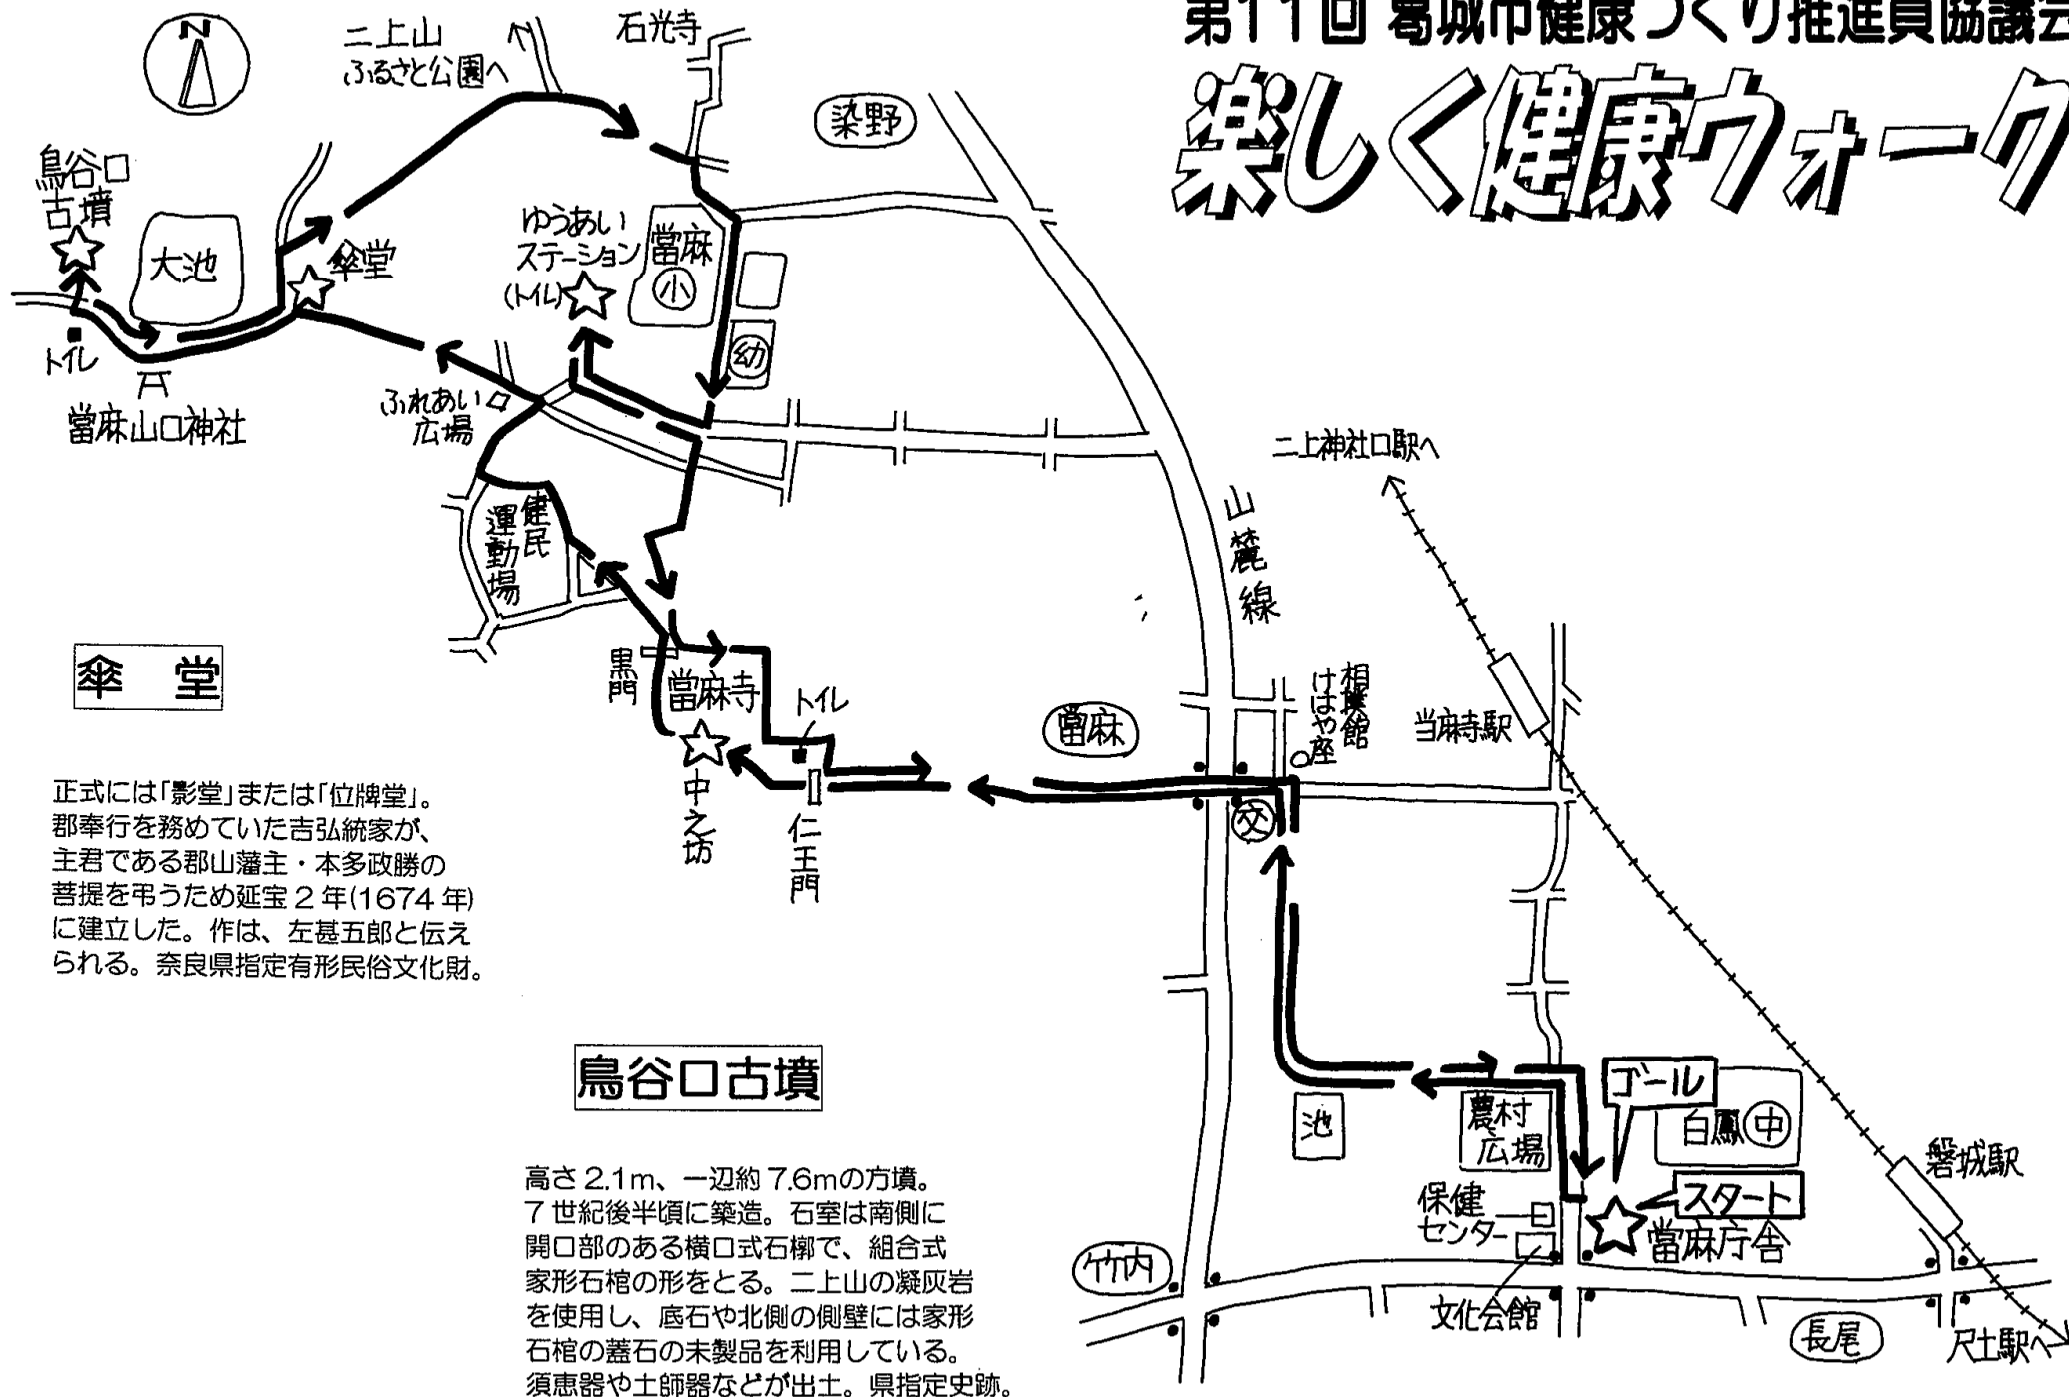 第11回 葛城市健康づくり推進員協議会
楽しく健康ウォーク
N
二上山
ふるさと公園へ
石光寺
染野
鳥谷口
古墳
大池
傘堂
ゆうあい
ステーション
(トイレ)
當麻
小
幼
トイレ
當麻山口神社
ふれあい
広場
健民
運動場
二上神社口駅へ
山麓線
黒門
當麻寺
トイレ
中之坊
仁王門
當麻
相撲館
けはや座
当麻寺駅
交
傘堂
正式には「影堂」または「位牌堂」。
郡奉行を務めていた吉弘統家が、
主君である郡山藩主・本多政勝の
菩提を弔うため延宝2年(1674年)
に建立した。作は、左甚五郎と伝え
られる。奈良県指定有形民俗文化財。
鳥谷口古墳
高さ2.1m、一辺約7.6mの方墳。
7世紀後半頃に築造。石室は南側に
開口部のある横口式石槨で、組合式
家形石棺の形をとる。二上山の凝灰岩
を使用し、底石や北側の側壁には家形
石棺の蓋石の未製品を利用している。
須恵器や土師器などが出土。県指定史跡。
池
農村
広場
ゴール
白鳳中
スタート
當麻庁舎
保健
センター
文化会館
磐城駅
竹内
長尾
尺土駅へ